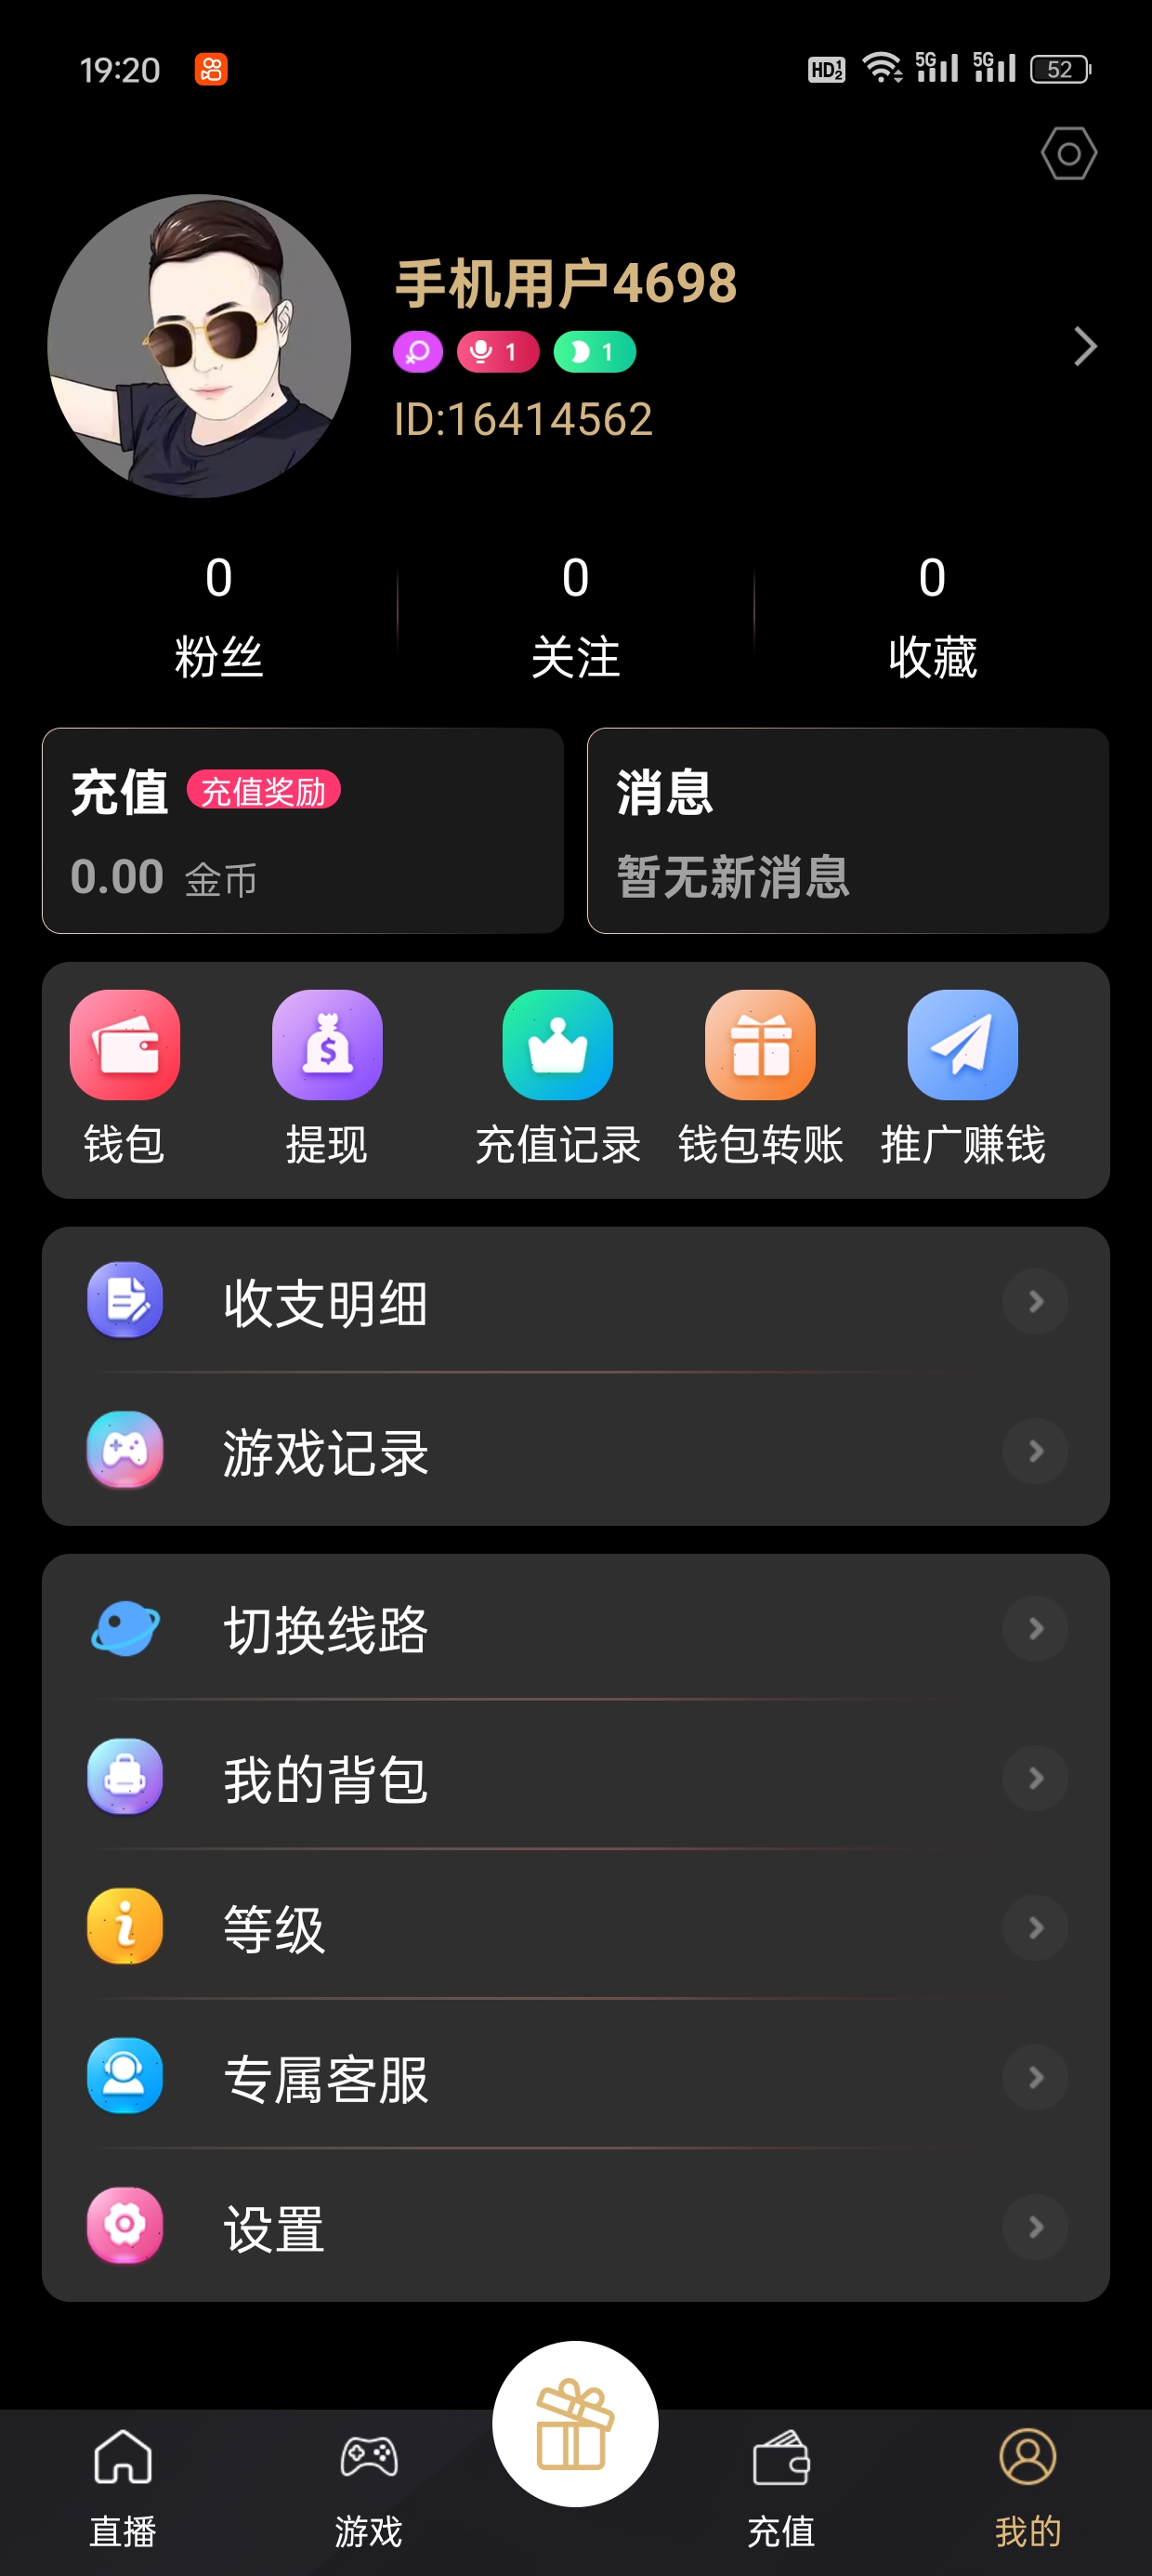 19:20 HD 1 2 5G 5G 52
手机用户4698
1 1
ID:16414562
0 0 0
粉丝 关注 收藏
充值 充值奖励 消息
0.00 金币 暂无新消息
$
钱包 提现 充值记录 钱包转账 推广赚钱
收支明细
游戏记录
切换线路
我的背包
等级
专属客服
设置
直播 游戏 充值 我的